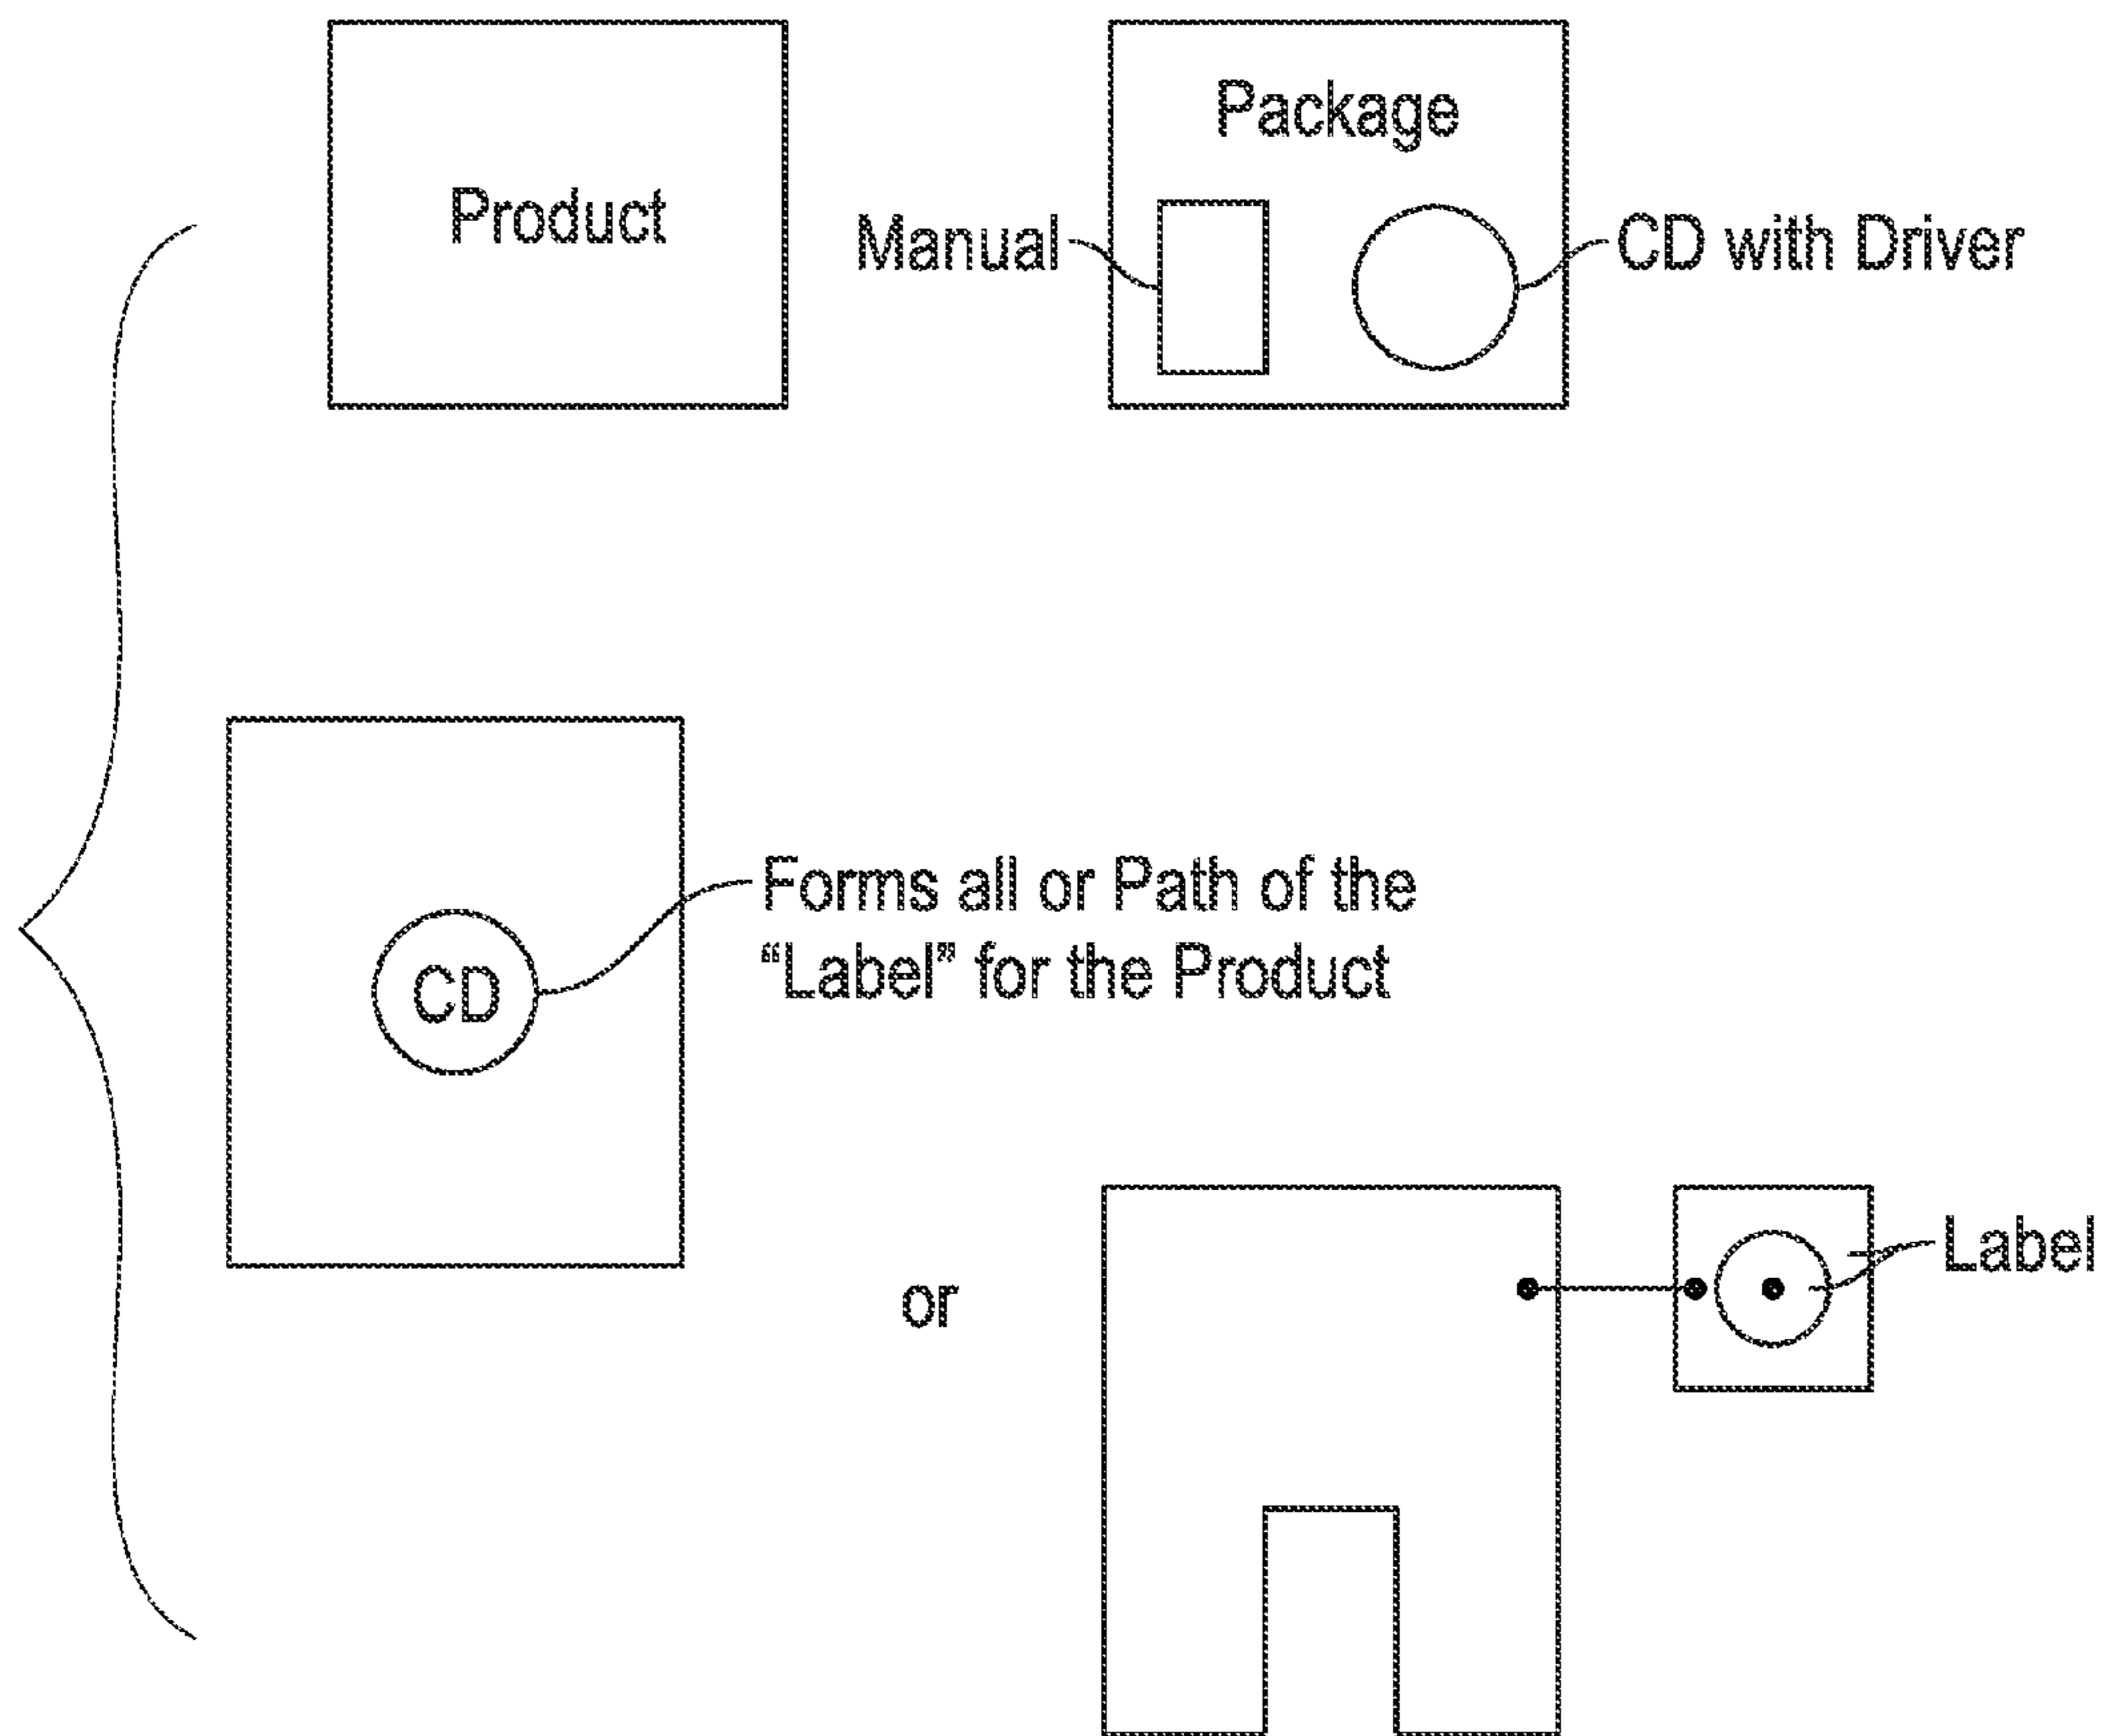 Product
Package
Manual
CD with Driver
CD
Forms all or Path of the
“Label” for the Product
or
Label